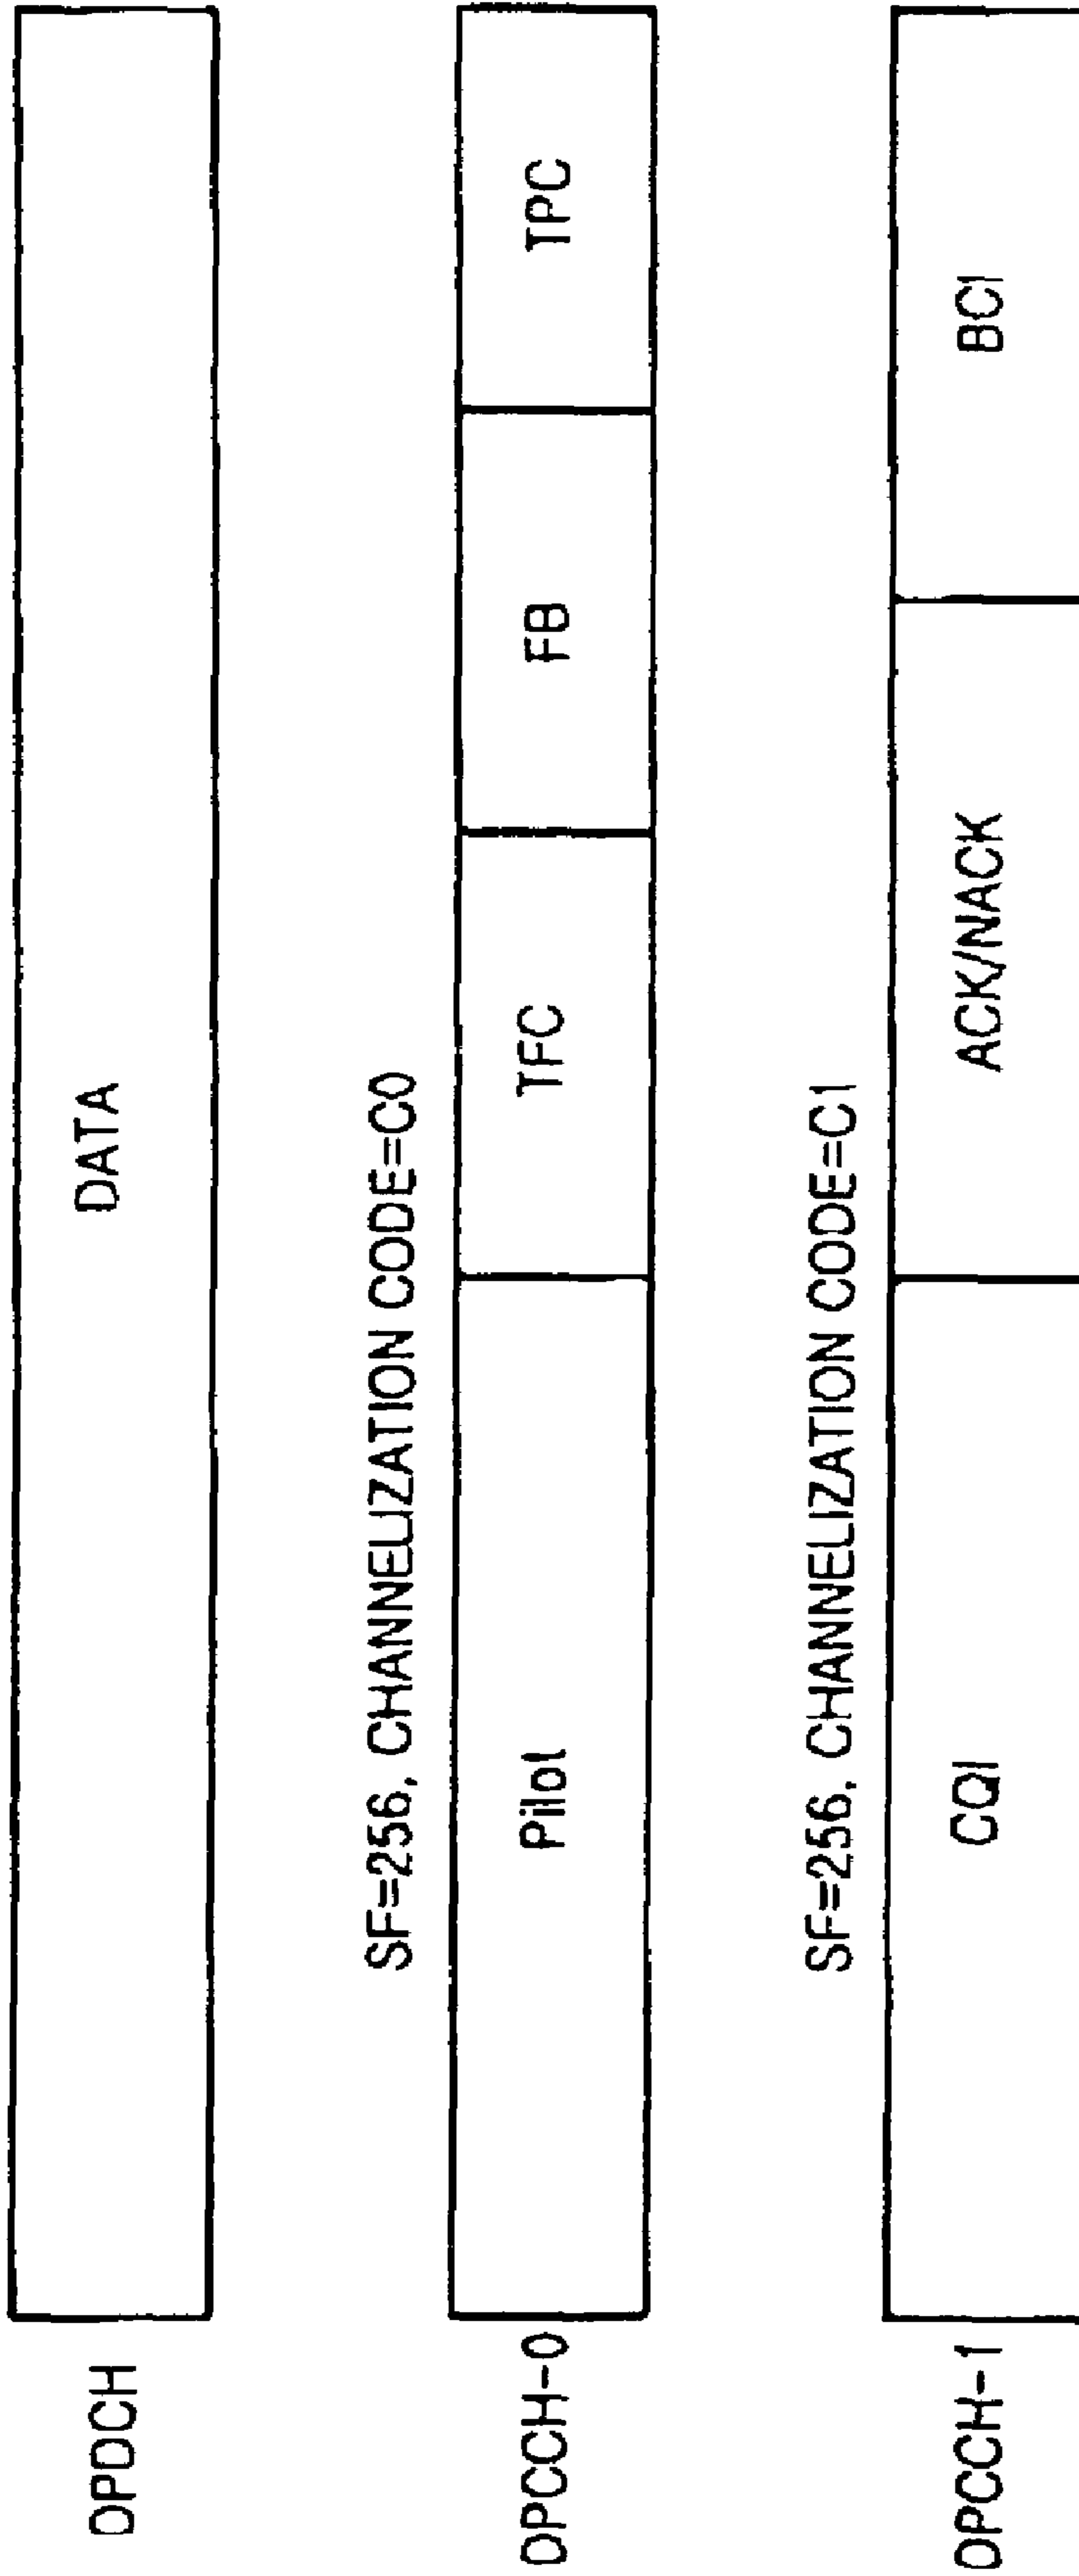 DPDCH
DATA
SF=256, CHANNELIZATION CODE=C0
DPCCH-0
Pilot
TFC
FB
TPC
SF=256, CHANNELIZATION CODE=C1
DPCCH-1
CQI
ACK/NACK
BCI